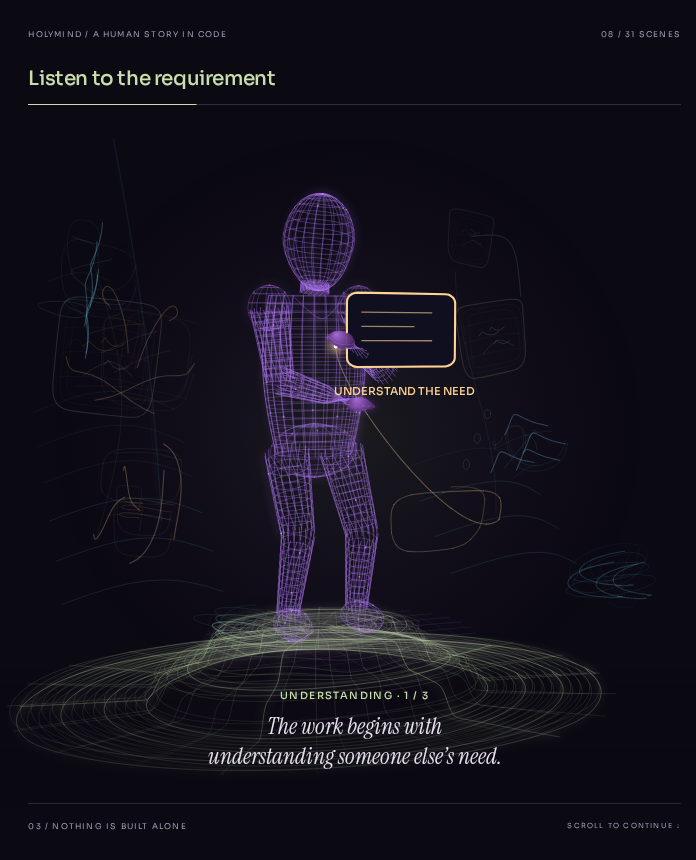 HOLYMIND / A HUMAN STORY IN CODE
08 / 31 SCENES
Listen to the requirement
UNDERSTAND THE NEED
UNDERSTANDING · 1 / 3
The work begins with
understanding someone else’s need.
03 / NOTHING IS BUILT ALONE
SCROLL TO CONTINUE ↓